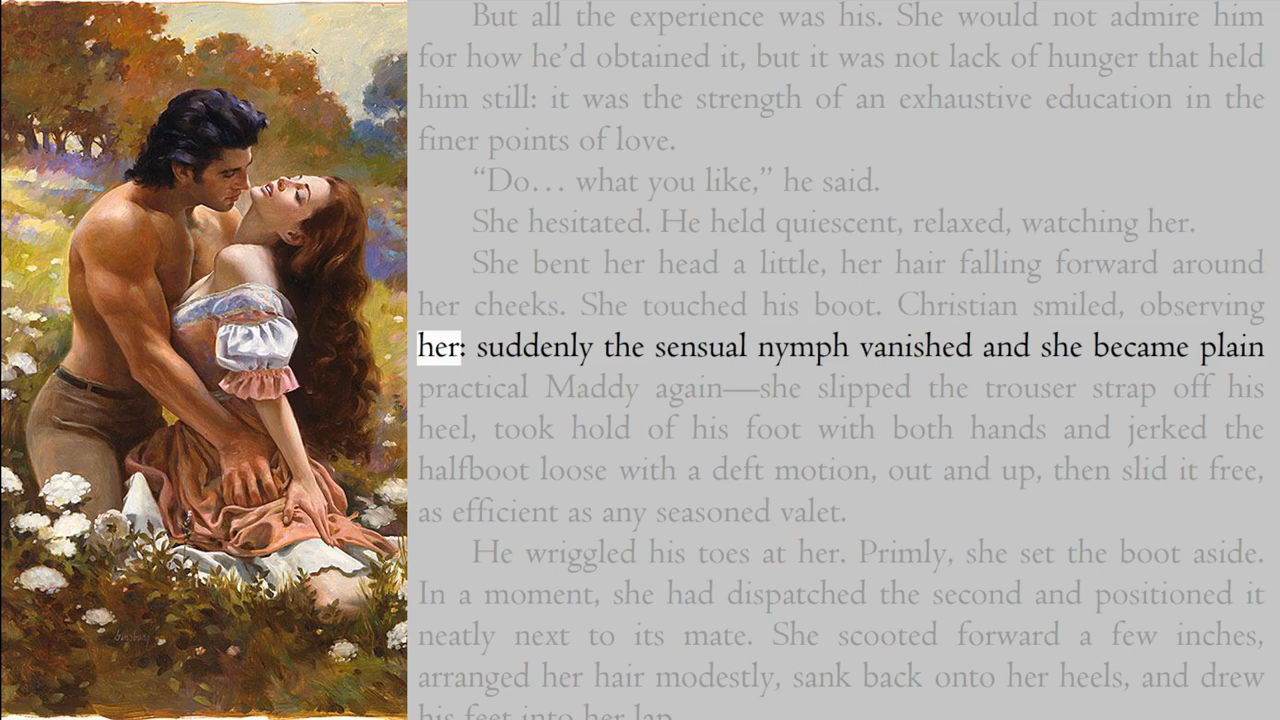 But all the experience was his. She would not admire him
for how he’d obtained it, but it was not lack of hunger that held
him still: it was the strength of an exhaustive education in the
finer points of love.
“Do… what you like,” he said.
She hesitated. He held quiescent, relaxed, watching her.
She bent her head a little, her hair falling forward around
her cheeks. She touched his boot. Christian smiled, observing
her: suddenly the sensual nymph vanished and she became plain
practical Maddy again—she slipped the trouser strap off his
heel, took hold of his foot with both hands and jerked the
halfboot loose with a deft motion, out and up, then slid it free,
as efficient as any seasoned valet.
He wriggled his toes at her. Primly, she set the boot aside.
In a moment, she had dispatched the second and positioned it
neatly next to its mate. She scooted forward a few inches,
arranged her hair modestly, sank back onto her heels, and drew
his feet into her lap.